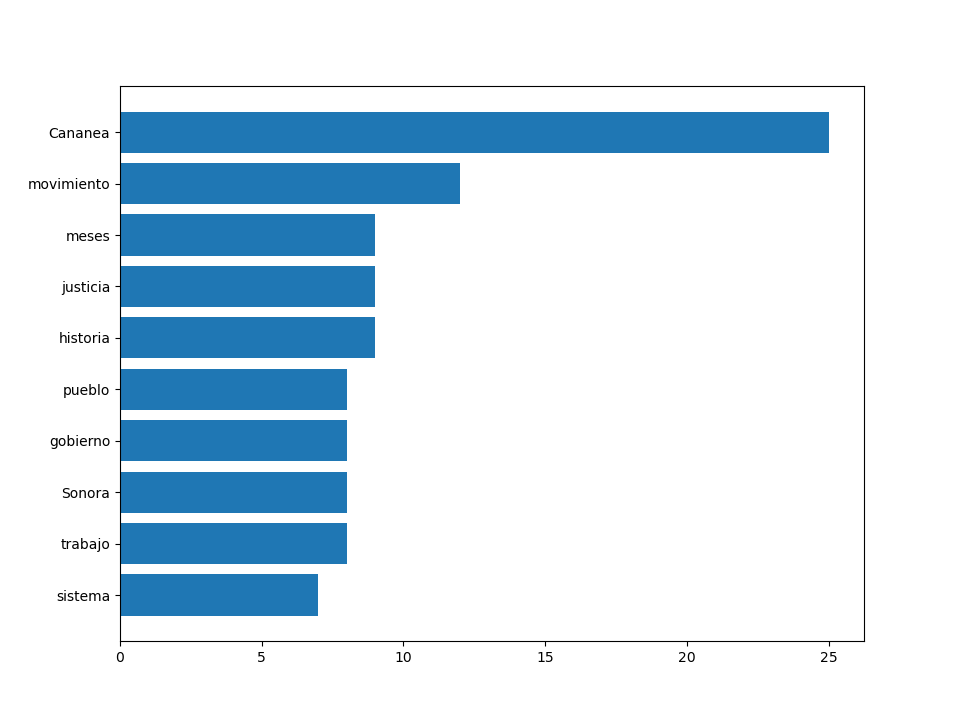 Cananea
movimiento
meses
justicia
historia
pueblo
gobierno
Sonora
trabajo
sistema
0 5 10 15 20 25